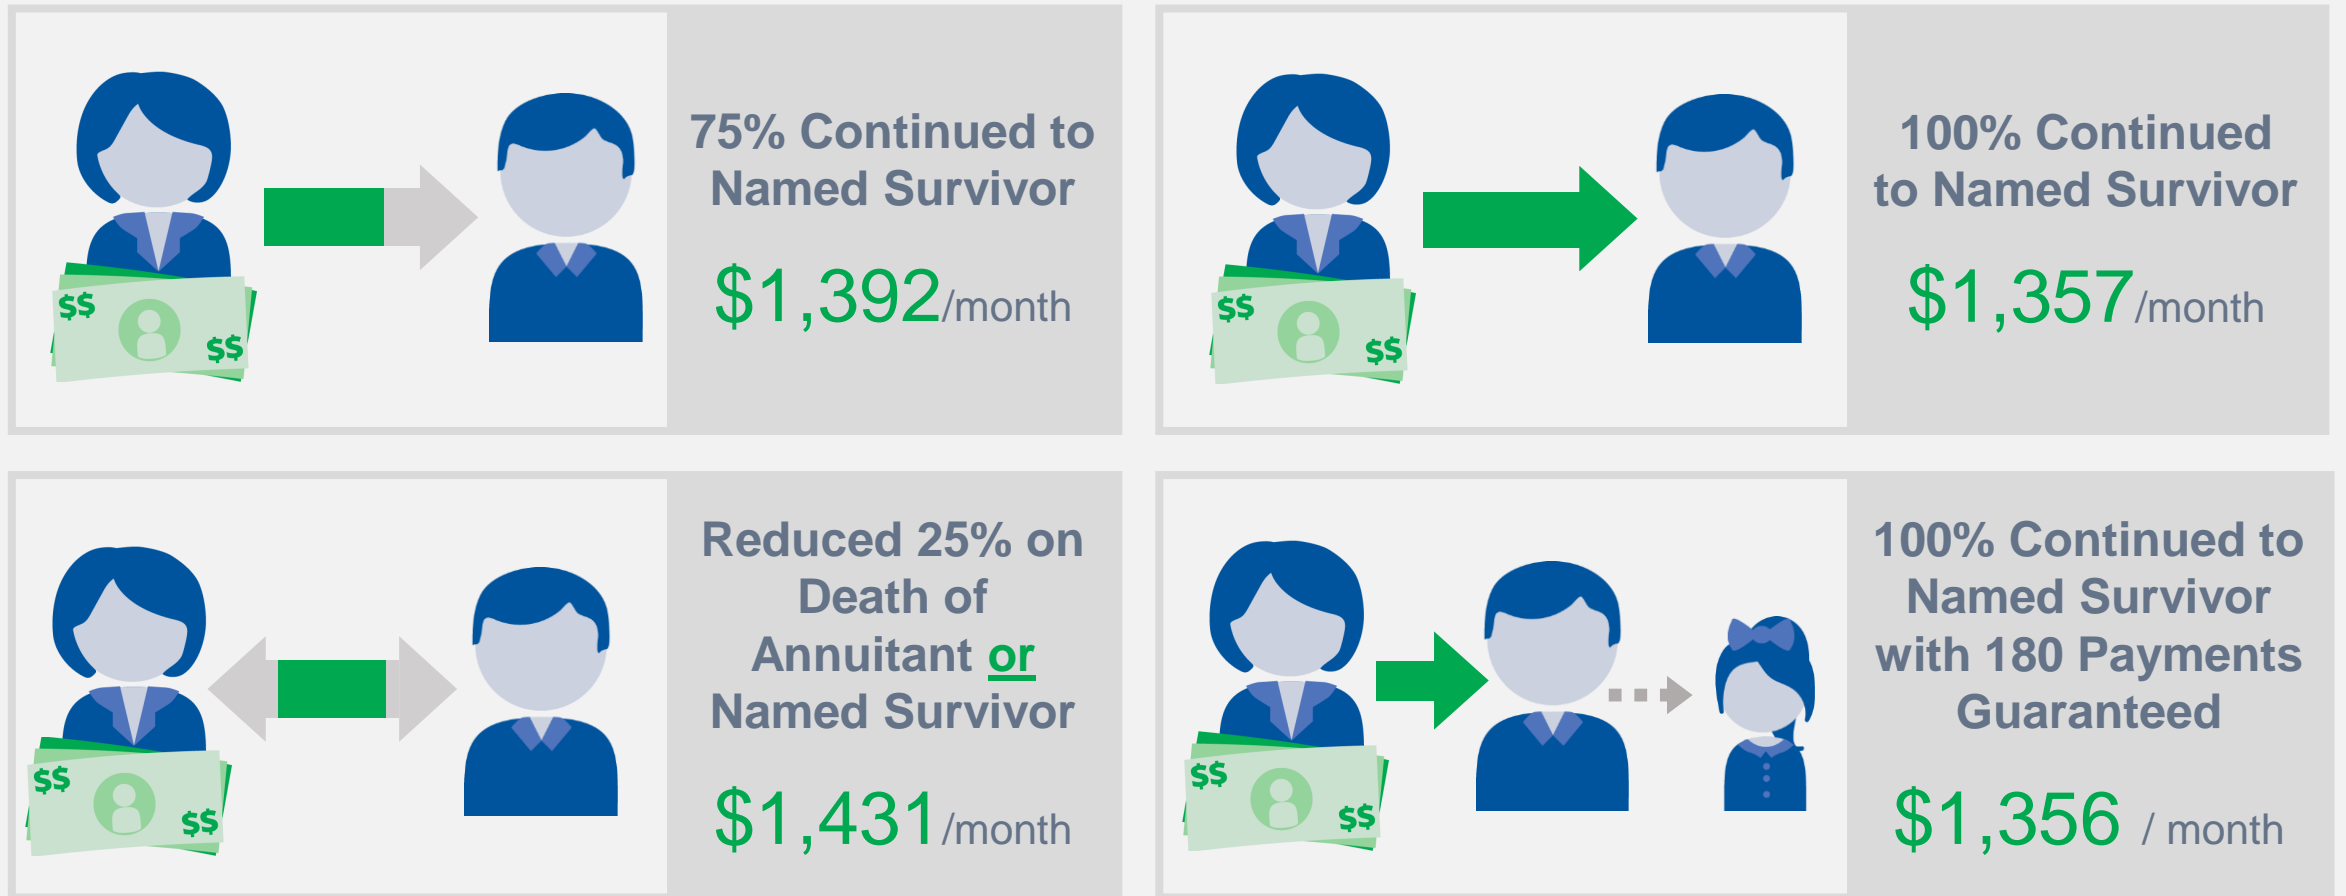 $$
$$
75% Continued to
Named Survivor
$1,392/month
$$
$$
100% Continued
to Named Survivor
$1,357/month
$$
$$
Reduced 25% on
Death of
Annuitant or
Named Survivor
$1,431/month
$$
$$
100% Continued to
Named Survivor
with 180 Payments
Guaranteed
$1,356 / month